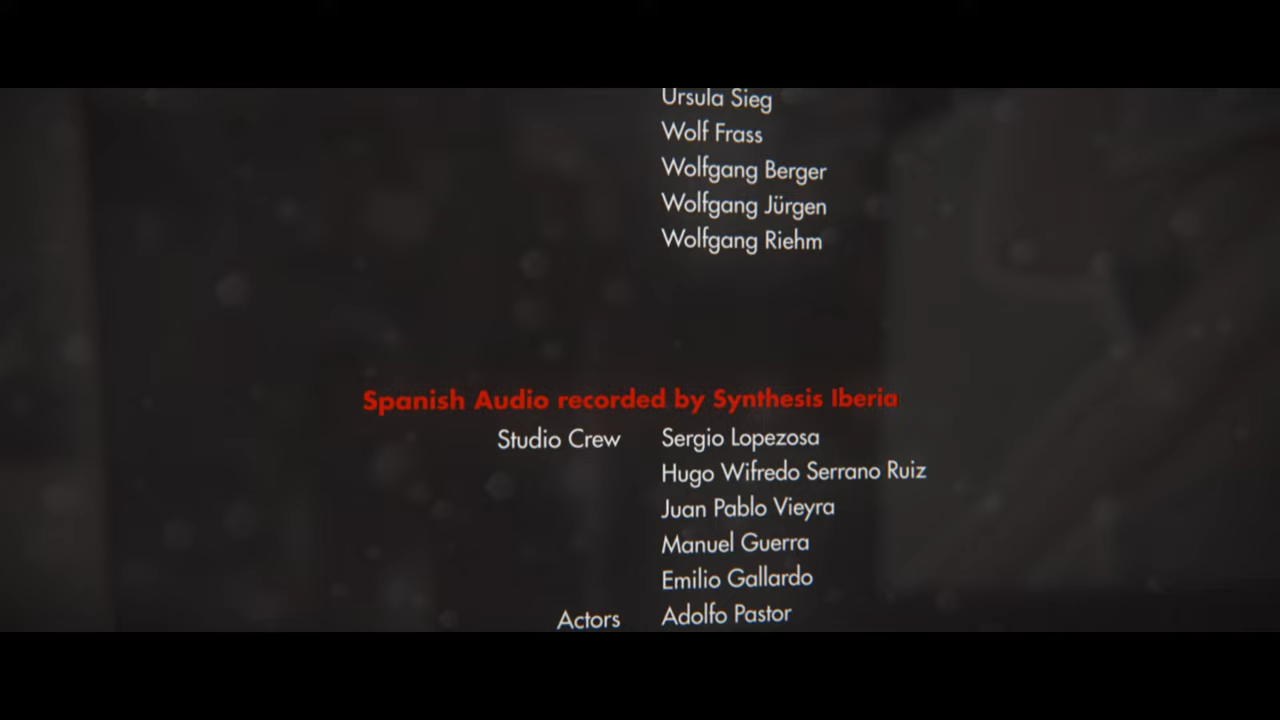 Ursula Sieg
Wolf Frass
Wolfgang Berger
Wolfgang Jürgen
Wolfgang Riehm
Spanish Audio recorded by Synthesis Iberia
Studio Crew Sergio Lopezosa
Hugo Wifredo Serrano Ruiz
Juan Pablo Vieyra
Manuel Guerra
Emilio Gallardo
Actors Adolfo Pastor